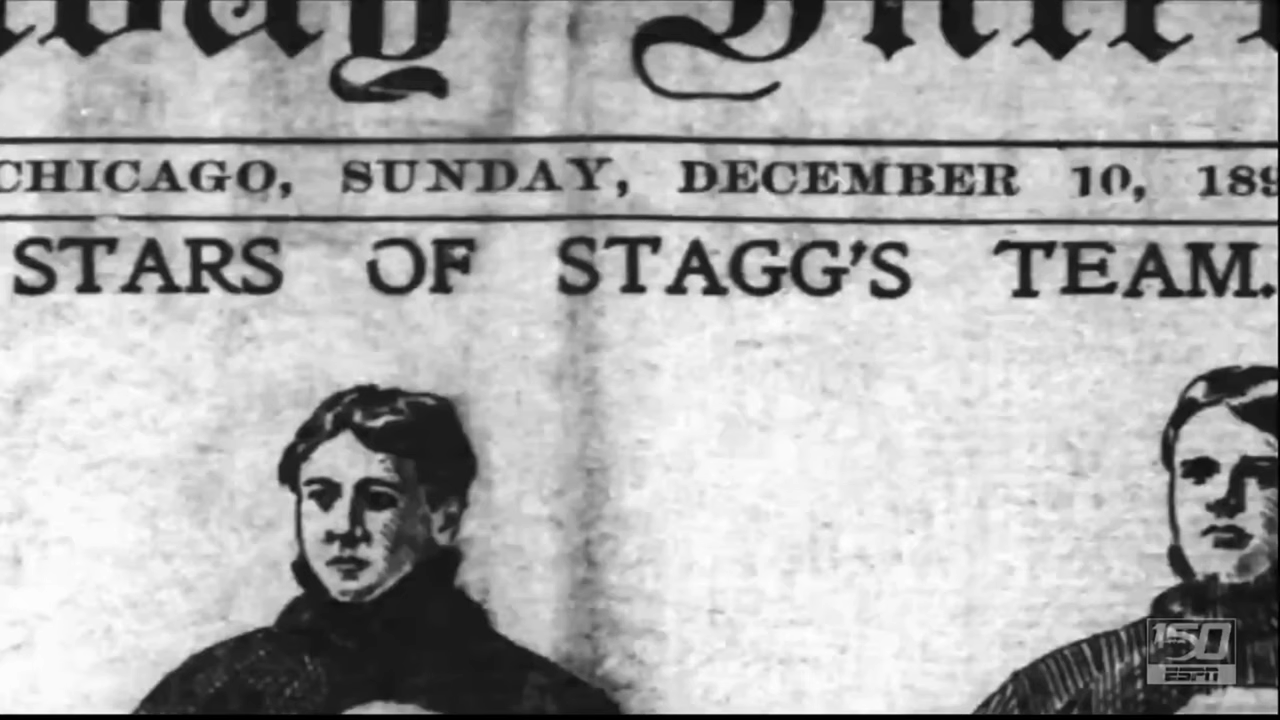 CHICAGO, SUNDAY, DECEMBER 10, 189
STARS OF STAGG'S TEAM.
150
ESPN